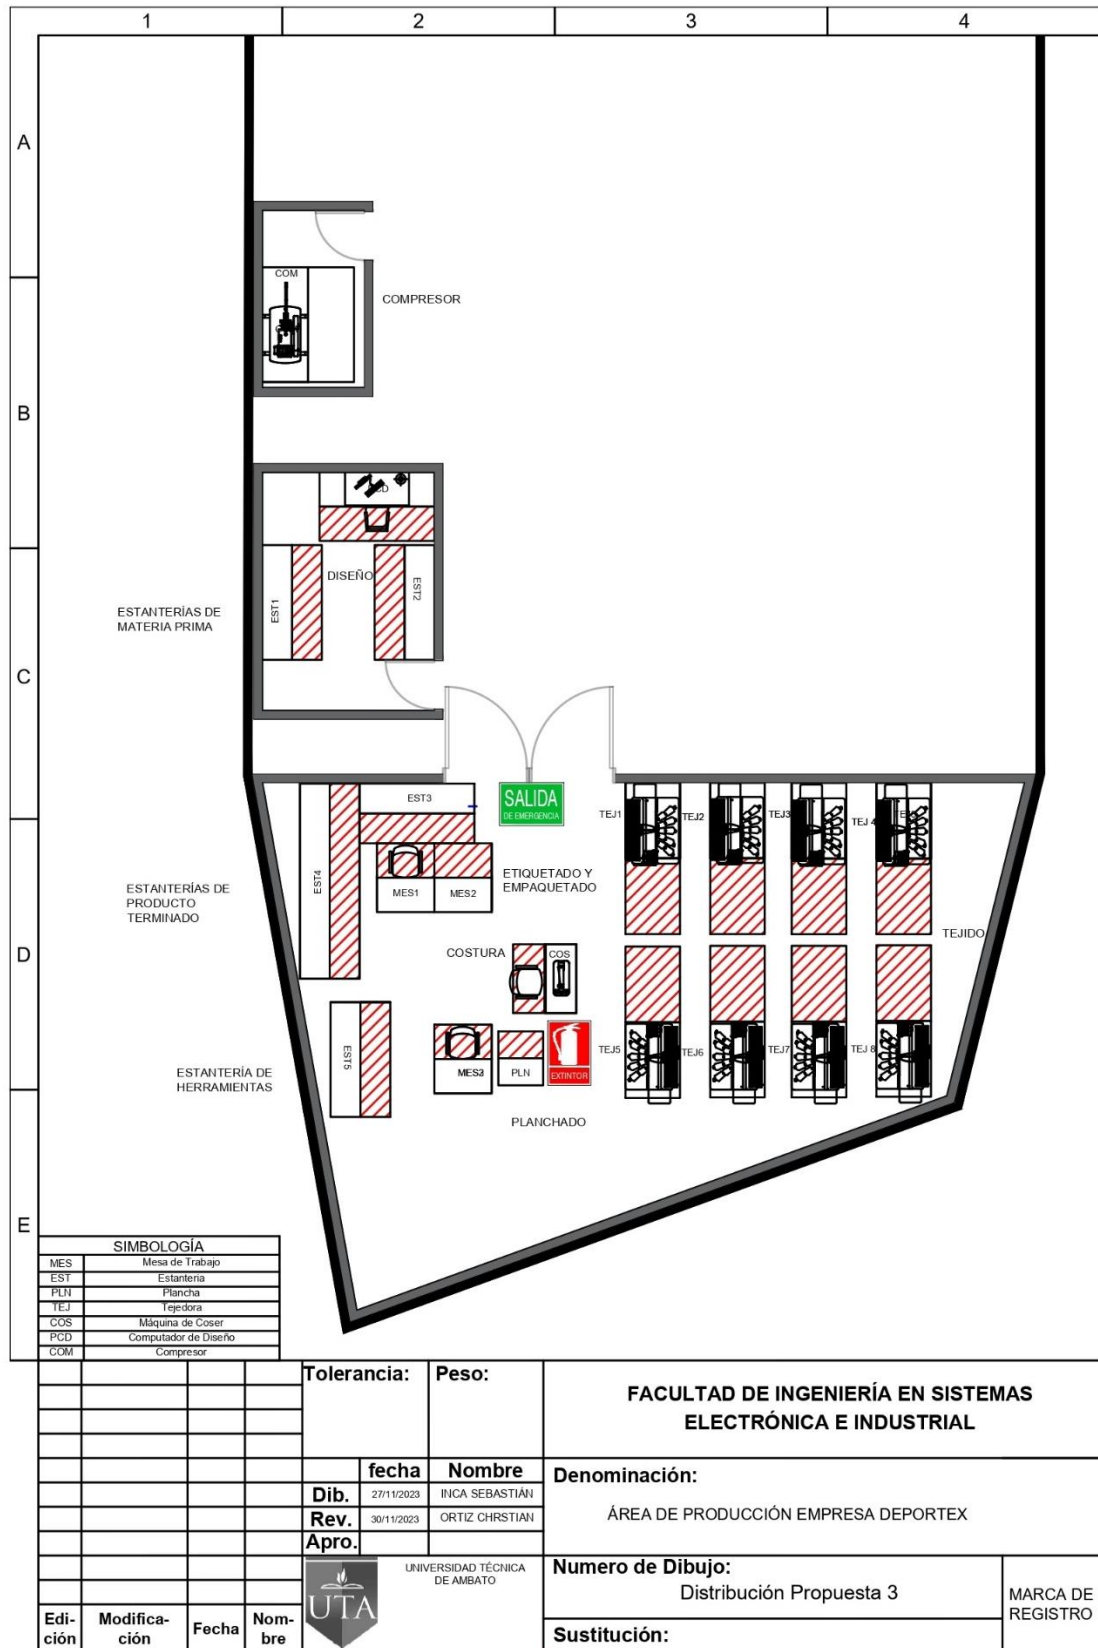 1
2
3
4
A
B
C
D
E
COM
COMPRESOR
DISEÑO
EST1
EST2
ESTANTERÍAS DE
MATERIA PRIMA
EST3
SALIDA
DE EMERGENCIA
TEJ1
TEJ2
TEJ3
TEJ 4
EST4
MES1
MES2
ETIQUETADO Y
EMPAQUETADO
ESTANTERÍAS DE
PRODUCTO
TERMINADO
TEJIDO
COSTURA
COS
EST5
PLN
EXTINTOR
TEJ5
TEJ6
TEJ7
TEJ 8
ESTANTERÍA DE
HERRAMIENTAS
PLANCHADO
SIMBOLOGÍA
MES Mesa de Trabajo
EST Estanteria
PLN Plancha
TEJ Tejedora
COS Máquina de Coser
PCD Computador de Diseño
COM Compresor
Tolerancia: Peso:
FACULTAD DE INGENIERÍA EN SISTEMAS
ELECTRÓNICA E INDUSTRIAL
fecha Nombre
Dib. 27/11/2023 INCA SEBASTIÁN
Rev. 30/11/2023 ORTIZ CHRSTIAN
Apro.
Denominación:
ÁREA DE PRODUCCIÓN EMPRESA DEPORTEX
UTA
UNIVERSIDAD TÉCNICA
DE AMBATO
Numero de Dibujo:
Distribución Propuesta 3
MARCA DE
REGISTRO
Sustitución:
Edi-
ción
Modifica-
ción
Fecha
Nom-
bre